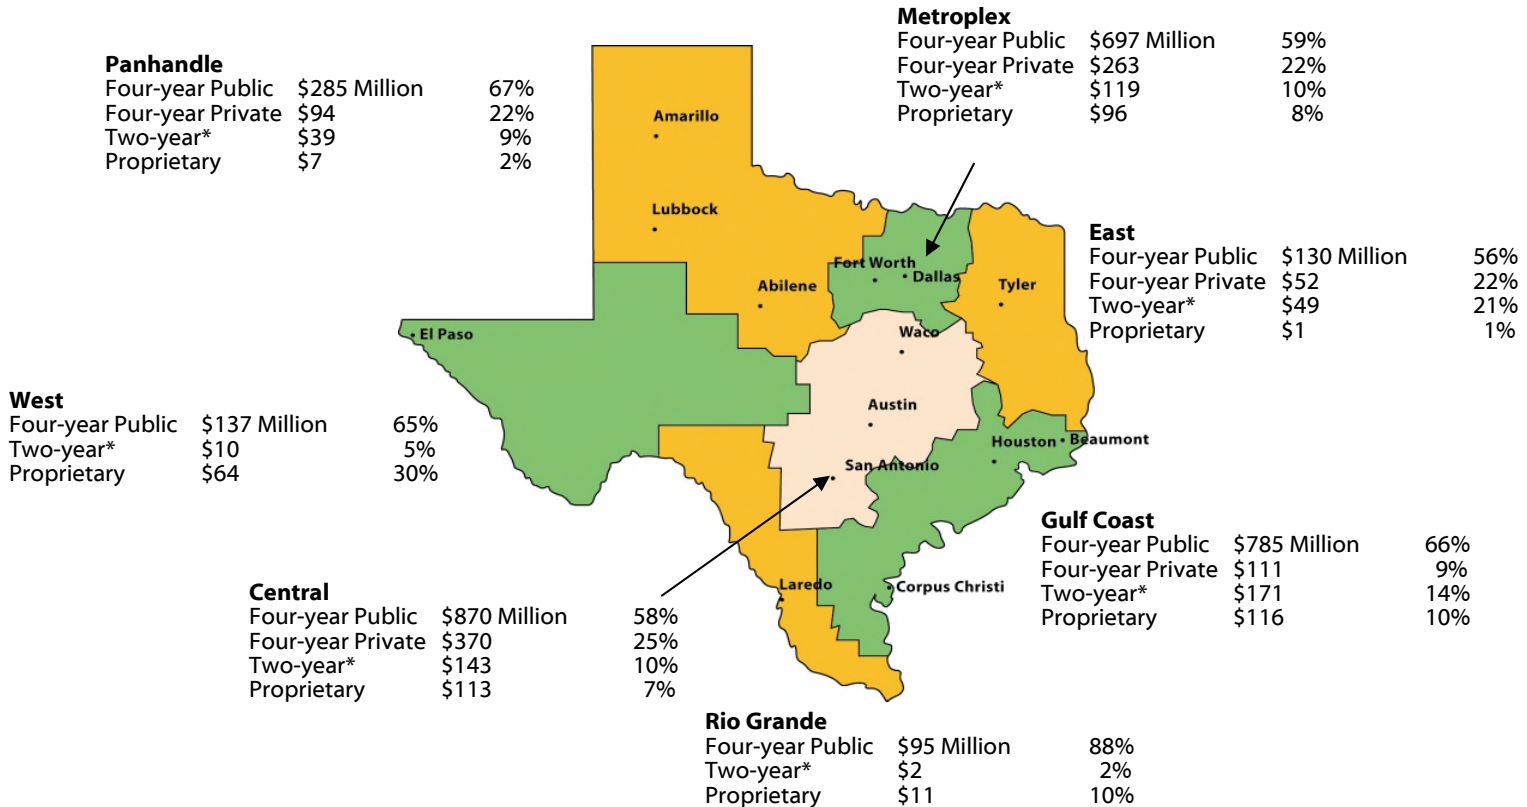 Metroplex
Four-year Public $697 Million 59%
Four-year Private $263 22%
Two-year* $119 10%
Proprietary $96 8%
Panhandle
Four-year Public $285 Million 67%
Four-year Private $94 22%
Two-year* $39 9%
Proprietary $7 2%
Amarillo
Lubbock
Abilene
Fort Worth
Dallas
Tyler
East
Four-year Public $130 Million 56%
Four-year Private $52 22%
Two-year* $49 21%
Proprietary $1 1%
El Paso
Waco
Austin
San Antonio
Houston
Beaumont
West
Four-year Public $137 Million 65%
Two-year* $10 5%
Proprietary $64 30%
Gulf Coast
Four-year Public $785 Million 66%
Four-year Private $111 9%
Two-year* $171 14%
Proprietary $116 10%
Laredo
Corpus Christi
Central
Four-year Public $870 Million 58%
Four-year Private $370 25%
Two-year* $143 10%
Proprietary $113 7%
Rio Grande
Four-year Public $95 Million 88%
Two-year* $2 2%
Proprietary $11 10%